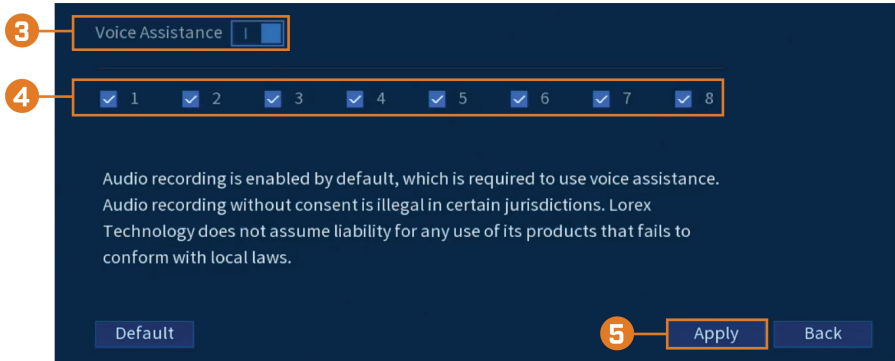 3 Voice Assistance
4 1 2 3 4 5 6 7 8
Audio recording is enabled by default, which is required to use voice assistance.
Audio recording without consent is illegal in certain jurisdictions. Lorex
Technology does not assume liability for any use of its products that fails to
conform with local laws.
Default 5 Apply Back